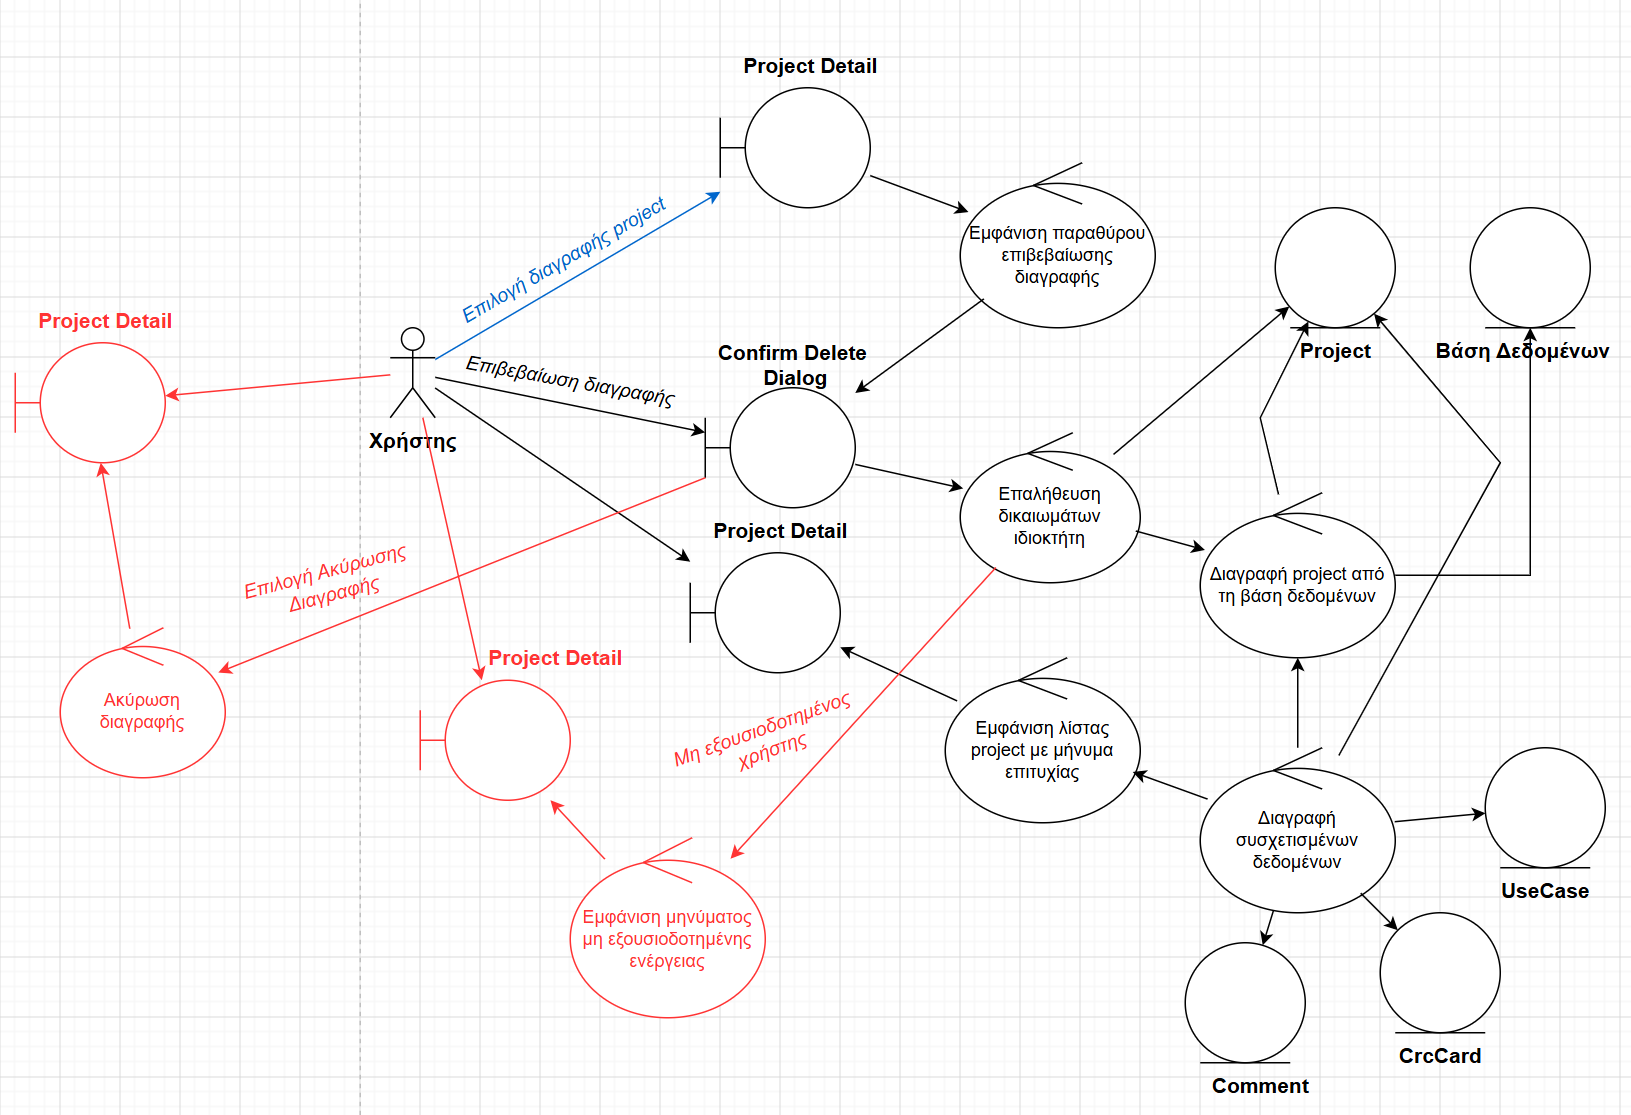 Project Detail
Επιλογή διαγραφής project
Εμφάνιση παραθύρου
επιβεβαίωσης
διαγραφής
Project Detail
Χρήστης
Επιβεβαίωση διαγραφής
Confirm Delete
Dialog
Project
Βάση Δεδομένων
Επαλήθευση
δικαιωμάτων
ιδιοκτήτη
Project Detail
Διαγραφή project από
τη βάση δεδομένων
Επιλογή Ακύρωσης
Διαγραφής
Ακύρωση
διαγραφής
Project Detail
Μη εξουσιοδοτημένος
χρήστης
Εμφάνιση λίστας
project με μήνυμα
επιτυχίας
Διαγραφή
συσχετισμένων
δεδομένων
UseCase
Εμφάνιση μηνύματος
μη εξουσιοδοτημένης
ενέργειας
CrcCard
Comment